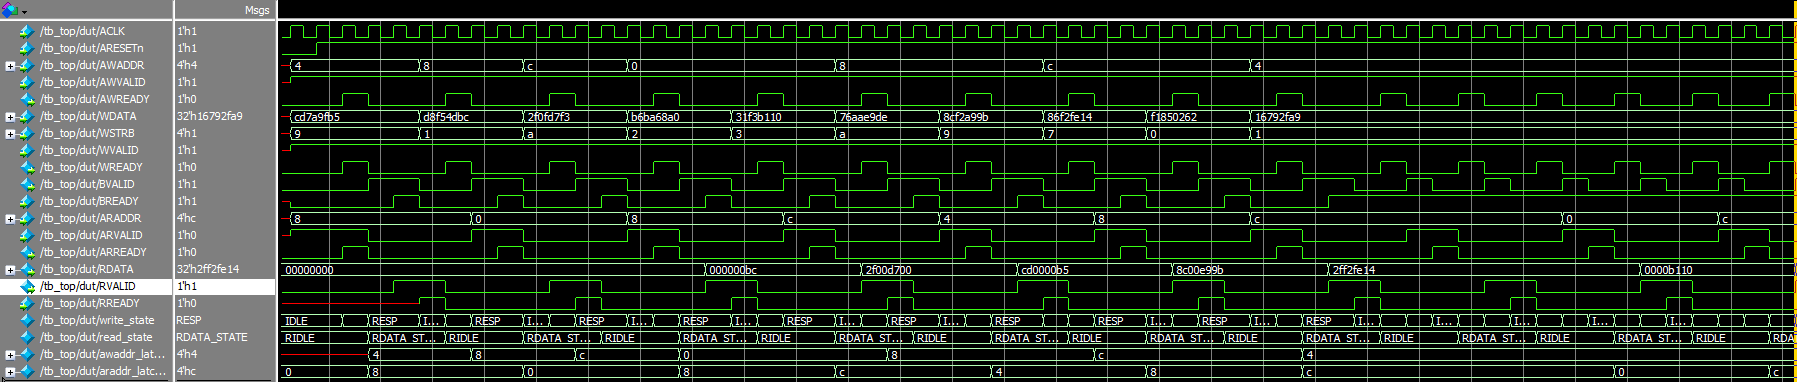 Msgs
/tb_top/dut/ACLK 1'h1
/tb_top/dut/ARESETn 1'h1
/tb_top/dut/AWADDR 4'h4 4 8 c 0 8 c 4
/tb_top/dut/AWVALID 1'h1
/tb_top/dut/AWREADY 1'h0
/tb_top/dut/WDATA 32'h16792fa9 cd7a9fb5 d8f54dbc 2f0fd7f3 b6ba68a0 31f3b110 76aae9de 8cf2a99b 86f2fe14 f1850262 16792fa9
/tb_top/dut/WSTRB 4'h1 9 1 a 2 3 a 9 7 0 1
/tb_top/dut/WVALID 1'h1
/tb_top/dut/WREADY 1'h0
/tb_top/dut/BVALID 1'h1
/tb_top/dut/BREADY 1'h1
/tb_top/dut/ARADDR 4'hc 8 0 8 c 4 8 c 0 c
/tb_top/dut/ARVALID 1'h0
/tb_top/dut/ARREADY 1'h0
/tb_top/dut/RDATA 32'h2ff2fe14 00000000 000000bc 2f00d700 cd0000b5 8c00e99b 2ff2fe14 0000b110
/tb_top/dut/RVALID 1'h1
/tb_top/dut/RREADY 1'h0
/tb_top/dut/write_state RESP IDLE RESP I... RESP I... RESP I... RESP I... RESP I... RESP I... RESP I... RESP I... RESP I... RESP I... I... I... I... I... I...
/tb_top/dut/read_state RDATA_STATE RIDLE RDATA_ST... RIDLE RDATA_ST... RIDLE RDATA_ST... RIDLE RDATA_ST... RIDLE RDATA_ST... RIDLE RDATA_ST... RIDLE RDATA_ST... RIDLE RDATA_ST... RIDLE RDATA_ST... RIDLE RDAT
/tb_top/dut/awaddr_lat... 4'h4 4 8 c 0 8 c 4
/tb_top/dut/araddr_latc... 4'hc 0 8 0 8 c 4 8 c 0 c